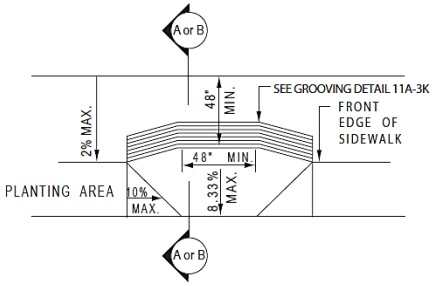 A or B
SEE GROOVING DETAIL 11A-3K
48"
MIN.
FRONT
EDGE OF
SIDEWALK
2% MAX.
48" MIN.
PLANTING AREA
10%
MAX.
8.33%
MAX.
A or B